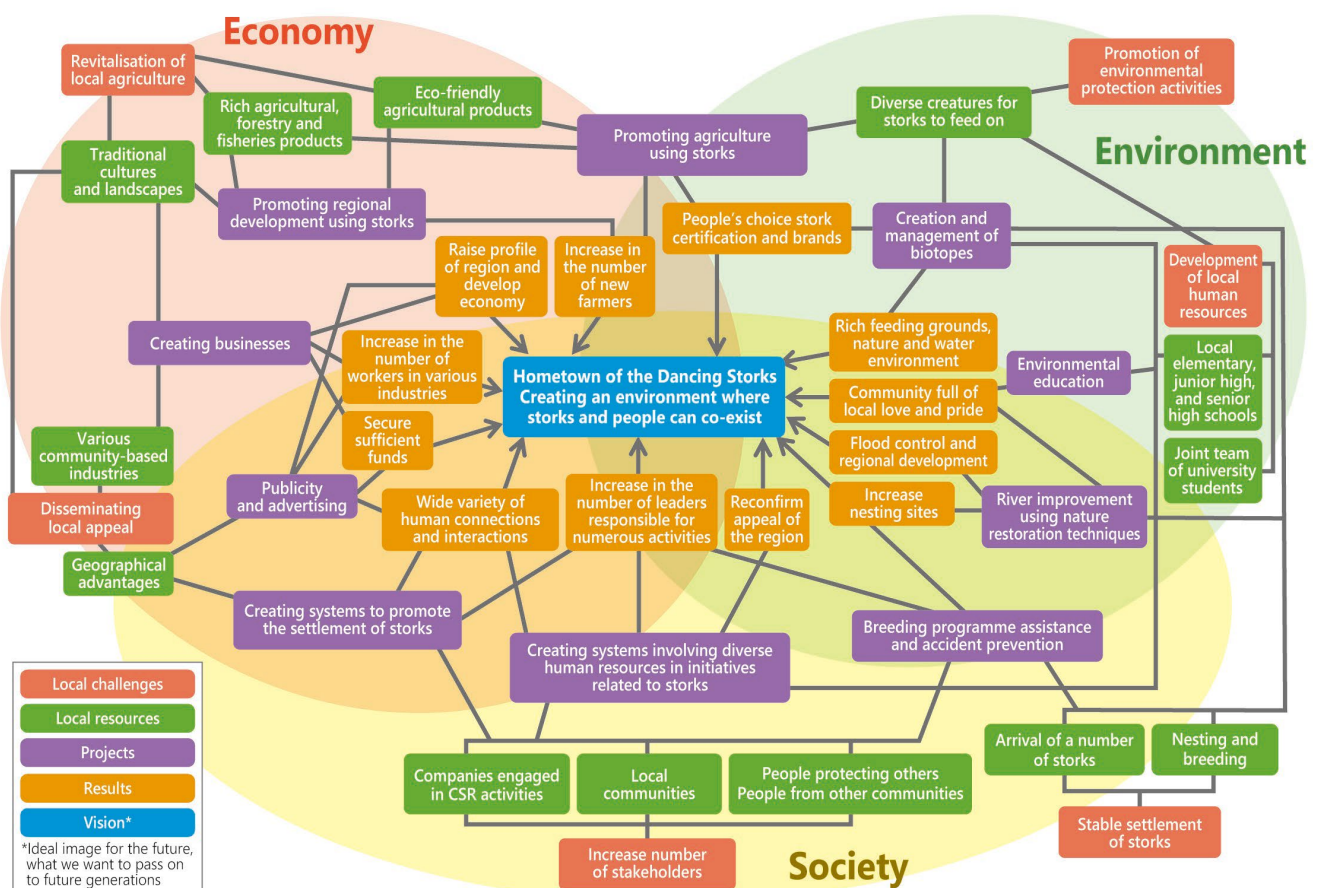 Economy
Revitalisation of
local agriculture
Rich agricultural,
forestry and
fisheries products
Eco-friendly
agricultural products
Promoting agriculture
using storks
Diverse creatures for
storks to feed on
Promotion of
environmental
protection activities
Environment
Traditional
cultures
and landscapes
Promoting regional
development using storks
People's choice stork
certification and brands
Creation and
management of
biotopes
Raise profile
of region and
develop
economy
Increase in
the number
of new
farmers
Development
of local
human
resources
Creating businesses
Increase in the
number of
workers in various
industries
Hometown of the Dancing Storks
Creating an environment where
storks and people can co-exist
Rich feeding grounds,
nature and water
environment
Environmental
education
Local
elementary,
junior high,
and senior
high schools
Community full of
local love and pride
Secure
sufficient
funds
Various
community-based
industries
Flood control and
regional development
Joint team
of university
students
Publicity
and advertising
Disseminating
local appeal
Wide variety of
human connections
and interactions
Increase in the
number of leaders
responsible for
numerous activities
Reconfirm
appeal of
the region
Increase
nesting sites
River improvement
using nature
restoration techniques
Geographical
advantages
Creating systems to promote
the settlement of storks
Creating systems involving diverse
human resources in initiatives
related to storks
Breeding programme assistance
and accident prevention
Local challenges
Local resources
Projects
Results
Vision*
*Ideal image for the future,
what we want to pass on
to future generations
Companies engaged
in CSR activities
Local
communities
People protecting others
People from other communities
Arrival of a number
of storks
Nesting and
breeding
Increase number
of stakeholders
Stable settlement
of storks
Society